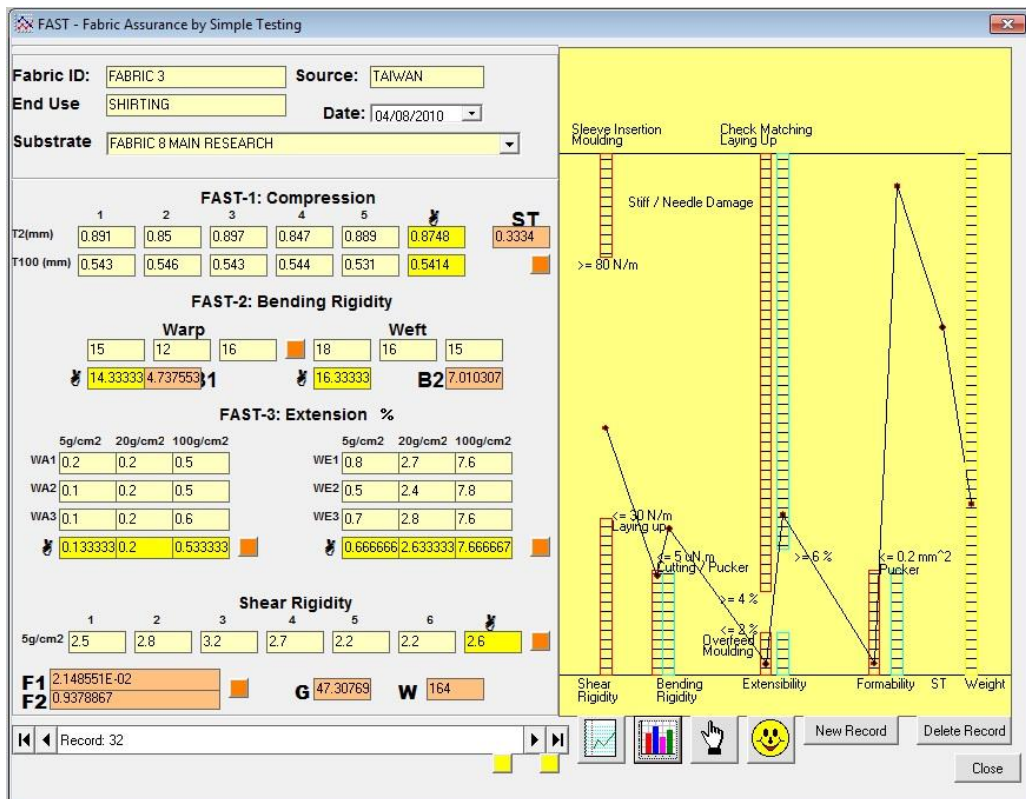 FAST - Fabric Assurance by Simple Testing
Fabric ID: FABRIC 3 Source: TAIWAN
End Use SHIRTING Date: 04/08/2010
Substrate FABRIC 8 MAIN RESEARCH
FAST-1: Compression
1 2 3 4 5 ST
T2(mm) 0.891 0.85 0.897 0.847 0.889 0.8748 0.3334
T100 (mm) 0.543 0.546 0.543 0.544 0.531 0.5414
FAST-2: Bending Rigidity
Warp Weft
15 12 16 18 16 15
14.33333 4.737553 B1 16.33333 B2 7.010307
FAST-3: Extension %
5g/cm2 20g/cm2 100g/cm2 5g/cm2 20g/cm2 100g/cm2
WA1 0.2 0.2 0.5 WE1 0.8 2.7 7.6
WA2 0.1 0.2 0.5 WE2 0.5 2.4 7.8
WA3 0.1 0.2 0.6 WE3 0.7 2.8 7.6
0.133333 0.2 0.533333 0.666666 2.633333 7.666667
Shear Rigidity
1 2 3 4 5 6
5g/cm2 2.5 2.8 3.2 2.7 2.2 2.2 2.6
F1 2.148551E-02
F2 0.9378867
G 47.30769 W 164
Record: 32
Sleeve Insertion
Moulding
Check Matching
Laying Up
Stiff / Needle Damage
>= 80 N/m
<= 30 N/m
Laying up
<= 5 uN.m
Cutting / Pucker
>= 6 %
<= 0.2 mm^2
Pucker
>= 4 %
<= 2 %
Overfeed
Moulding
Shear
Rigidity
Bending
Rigidity
Extensibility
Formability
ST
Weight
New Record
Delete Record
Close